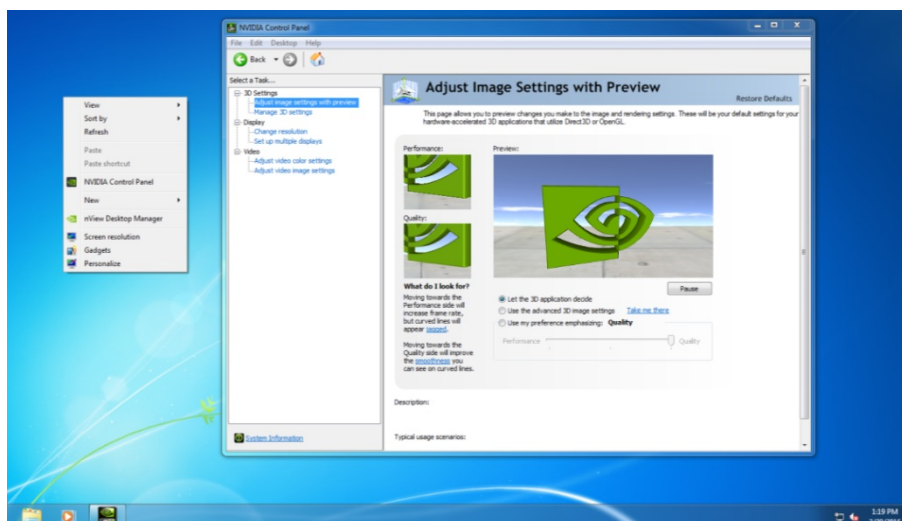 NVIDIA Control Panel
File Edit Desktop Help
Back
Select a Task...
3D Settings
Adjust image settings with preview
Manage 3D settings
Display
Change resolution
Set up multiple displays
Video
Adjust video color settings
Adjust video image settings
System Information
Adjust Image Settings with Preview
Restore Defaults
This page allows you to preview changes you make to the image and rendering settings. These will be your default settings for your
hardware-accelerated 3D applications that utilize Direct3D or OpenGL.
Performance:
Preview:
Quality:
What do I look for?
Moving towards the
Performance side will
increase frame rate,
but curved lines will
appear jagged.
Moving towards the
Quality side will improve
the smoothness you
can see on curved lines.
Pause
Let the 3D application decide
Use the advanced 3D image settings Take me there
Use my preference emphasizing: Quality
Performance Quality
Description:
Typical usage scenarios:
View
Sort by
Refresh
Paste
Paste shortcut
NVIDIA Control Panel
New
nView Desktop Manager
Screen resolution
Gadgets
Personalize
1:19 PM